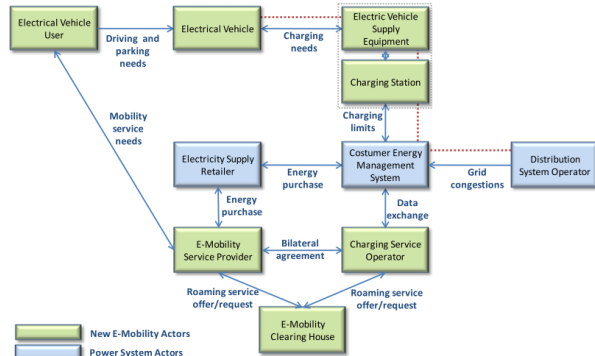 Electrical Vehicle
User
Driving and
parking
needs
Electrical Vehicle
Charging
needs
Electric Vehicle
Supply
Equipment
Charging Station
Mobility
service
needs
Charging
limits
Electricity Supply
Retailer
Energy
purchase
Costumer Energy
Management
System
Grid
congestions
Distribution
System Operator
Energy
purchase
Data
exchange
E-Mobility
Service Provider
Bilateral
agreement
Charging Service
Operator
Roaming service
offer/request
Roaming service
offer/request
E-Mobility
Clearing House
New E-Mobility Actors
Power System Actors